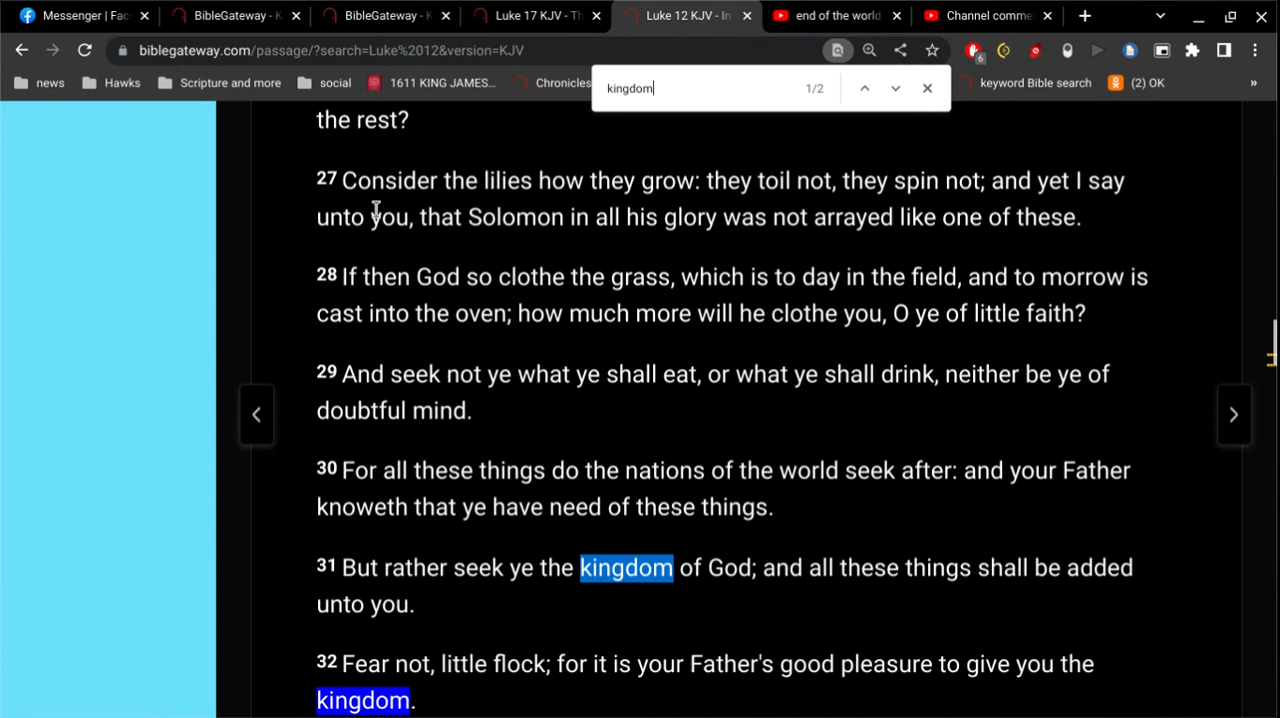 Messenger | Fac
BibleGateway - K
BibleGateway - K
Luke 17 KJV - Th
Luke 12 KJV - In
end of the world
Channel comme
biblegateway.com/passage/?search=Luke%2012&version=KJV
6
news
Hawks
Scripture and more
social
1611 KING JAMES...
Chronicles
keyword Bible search
(2) OK
»
kingdom
1/2
the rest?
27 Consider the lilies how they grow: they toil not, they spin not; and yet I say
unto you, that Solomon in all his glory was not arrayed like one of these.
28 If then God so clothe the grass, which is to day in the field, and to morrow is
cast into the oven; how much more will he clothe you, O ye of little faith?
29 And seek not ye what ye shall eat, or what ye shall drink, neither be ye of
doubtful mind.
30 For all these things do the nations of the world seek after: and your Father
knoweth that ye have need of these things.
31 But rather seek ye the kingdom of God; and all these things shall be added
unto you.
32 Fear not, little flock; for it is your Father's good pleasure to give you the
kingdom.